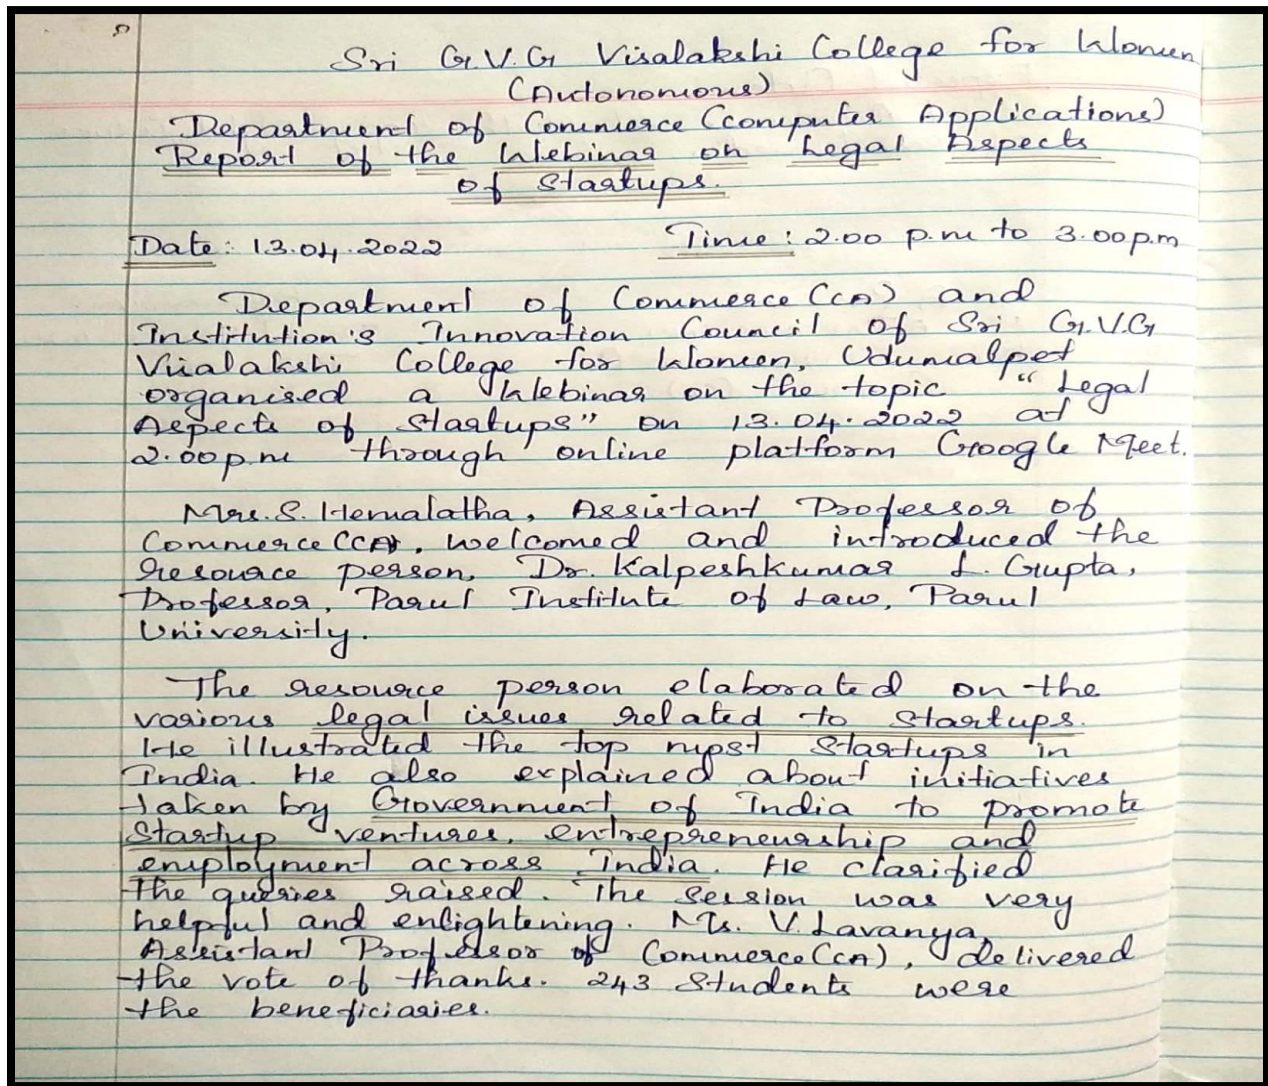 Sri G.V.G Visalakshi College for Women
(Autonomous)
Department of Commerce (Computer Applications)
Report of the Webinar on Legal Aspects
of Startups.
Date: 13.04.2022 Time: 2.00 p.m to 3.00p.m
Department of Commerce (CA) and
Institution's Innovation Council of Sri G.V.G
Visalakshi College for Women, Udumalpet
organised a Webinar on the topic "Legal
Aspects of Startups" on 13.04.2022 at
2.00p.m through online platform Google Meet.
Mrs. S. Hemalatha, Assistant Professor of
Commerce (CA), welcomed and introduced the
resource person, Dr. Kalpeshkumar L. Gupta,
Professor, Parul Institute of Law, Parul
University.
The resource person elaborated on the
various legal issues related to startups.
He illustrated the top most startups in
India. He also explained about initiatives
taken by Government of India to promote
Startup ventures, entrepreneurship and
employment across India. He clarified
the queries raised. The session was very
helpful and enlightening. Ms. V. Lavanya,
Assistant Professor of Commerce (CA), delivered
the vote of thanks. 243 Students were
the beneficiaries.